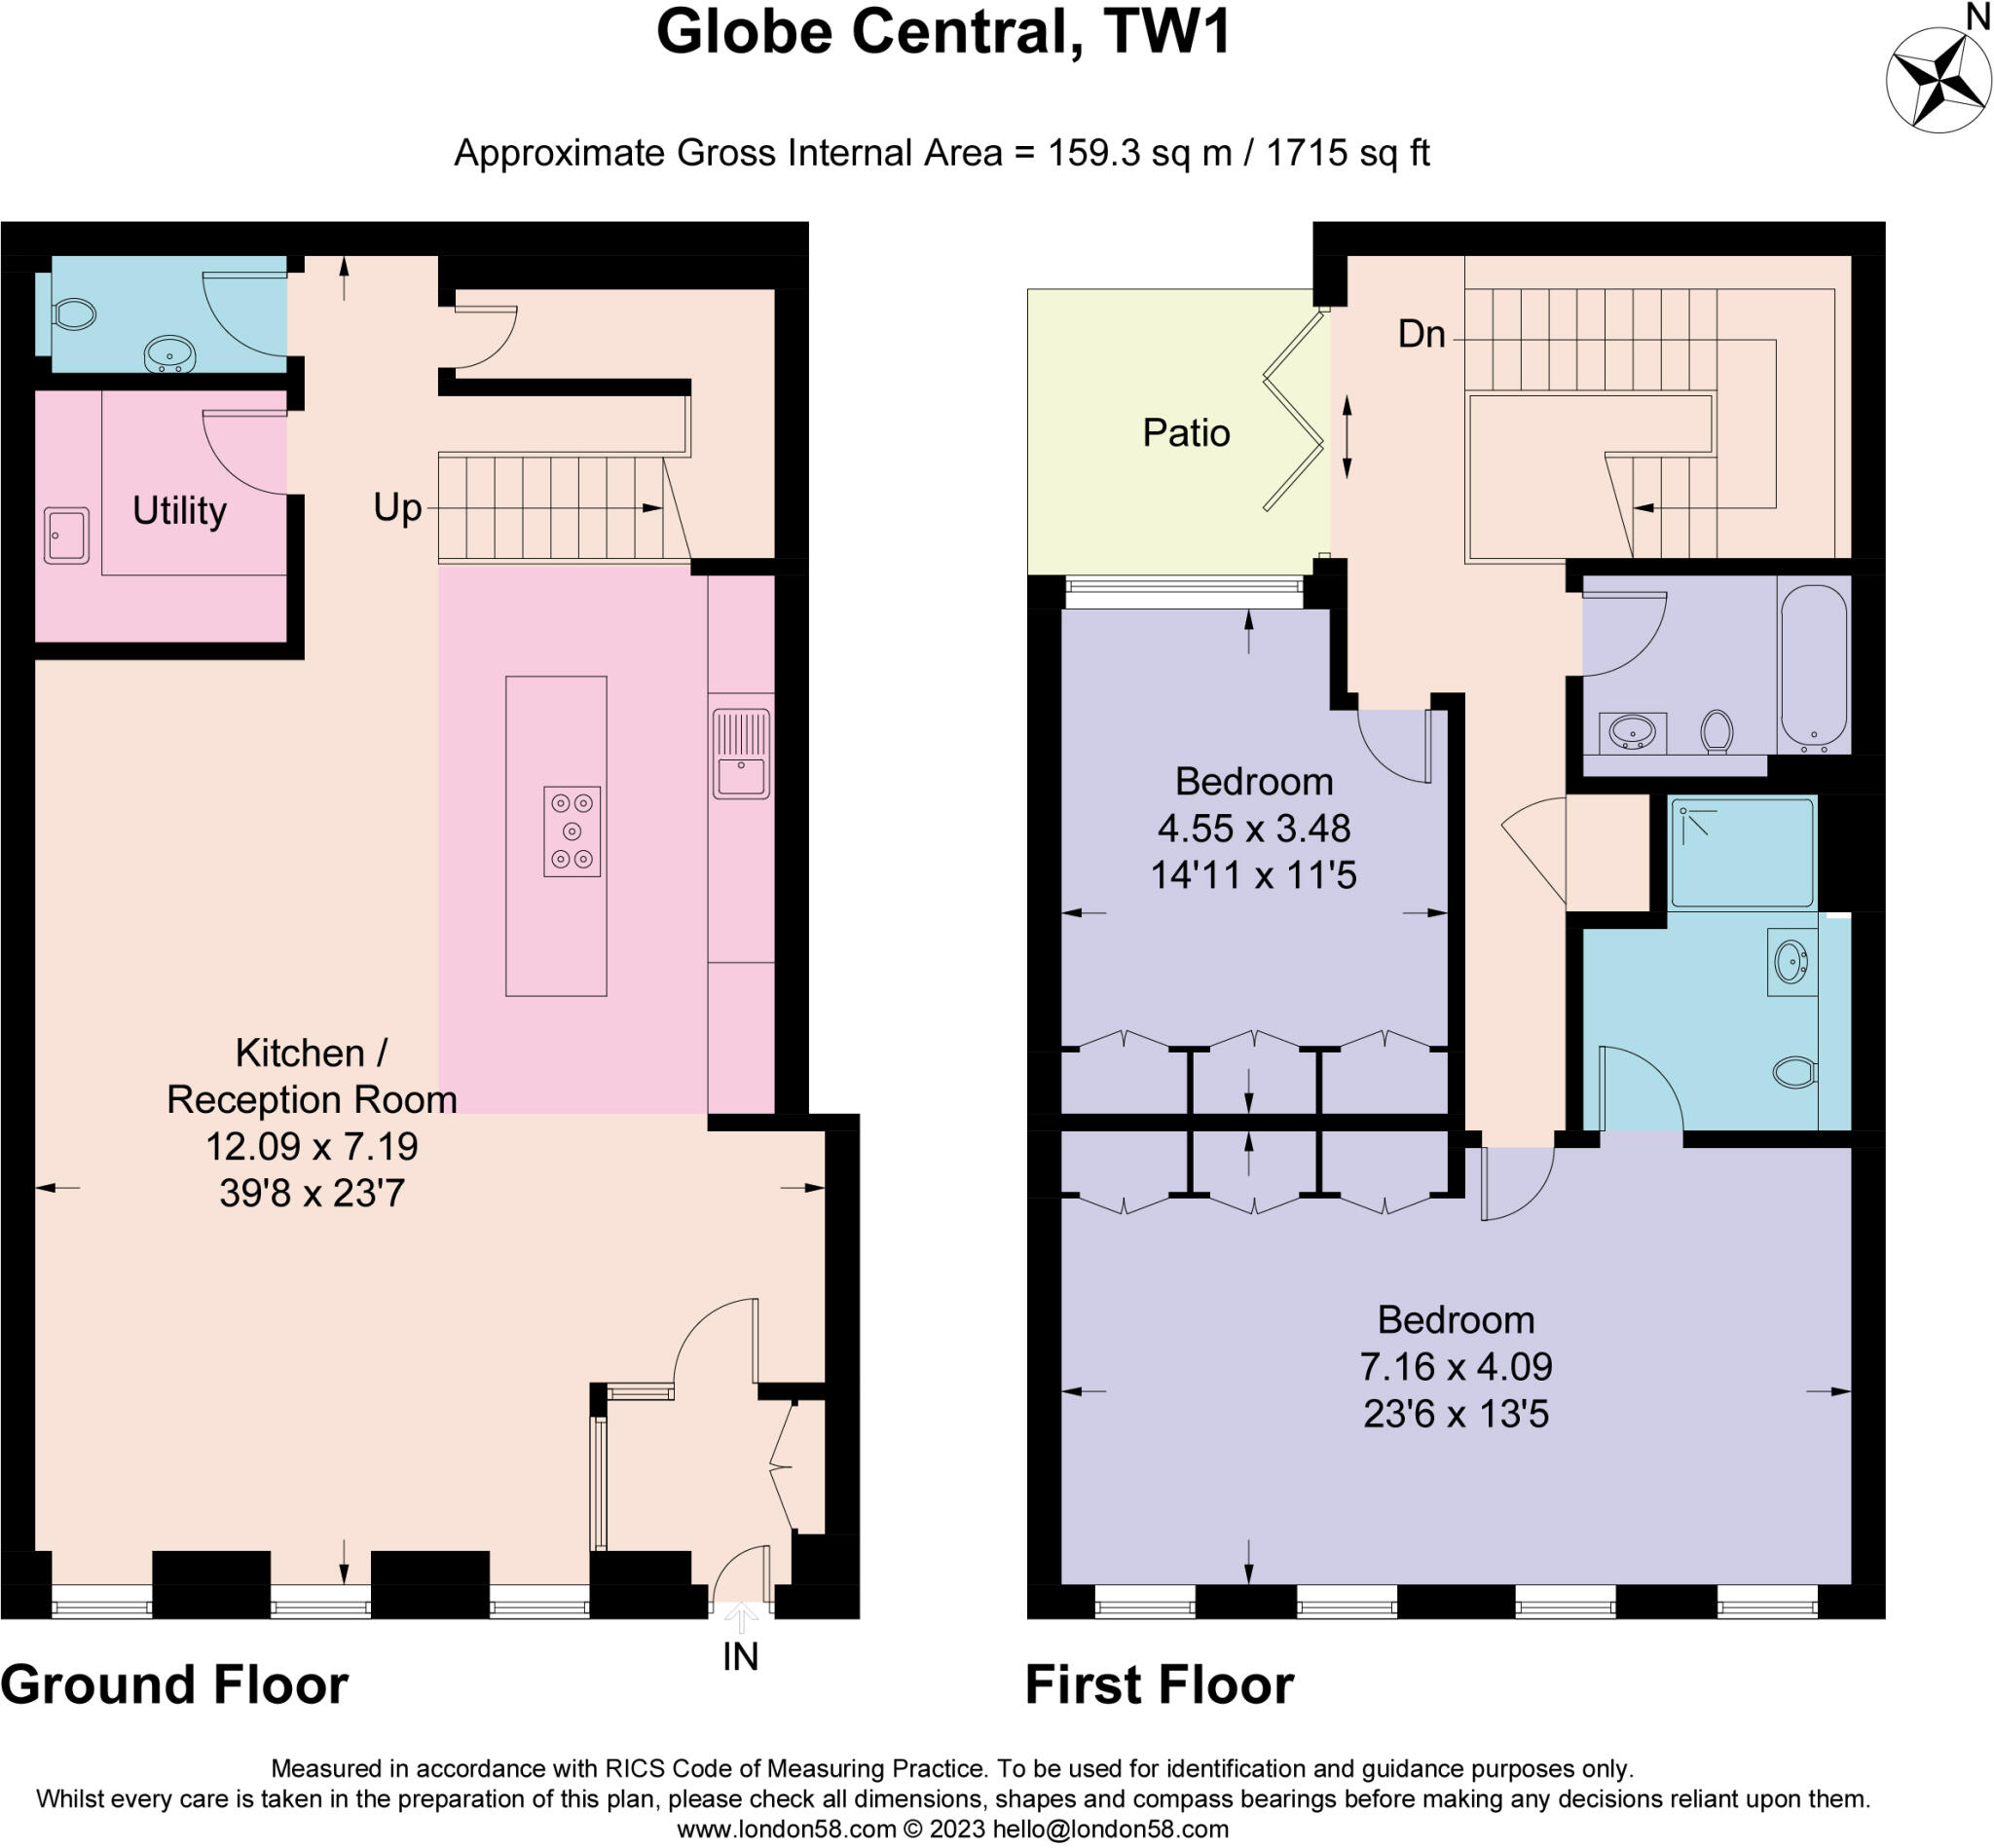 Globe Central, TW1
N
Approximate Gross Internal Area = 159.3 sq m / 1715 sq ft
Utility
Up
Kitchen /
Reception Room
12.09 x 7.19
39'8 x 23'7
IN
Ground Floor
Patio
Dn
Bedroom
4.55 x 3.48
14'11 x 11'5
Bedroom
7.16 x 4.09
23'6 x 13'5
First Floor
Measured in accordance with RICS Code of Measuring Practice. To be used for identification and guidance purposes only.
Whilst every care is taken in the preparation of this plan, please check all dimensions, shapes and compass bearings before making any decisions reliant upon them.
www.london58.com © 2023 hello@london58.com